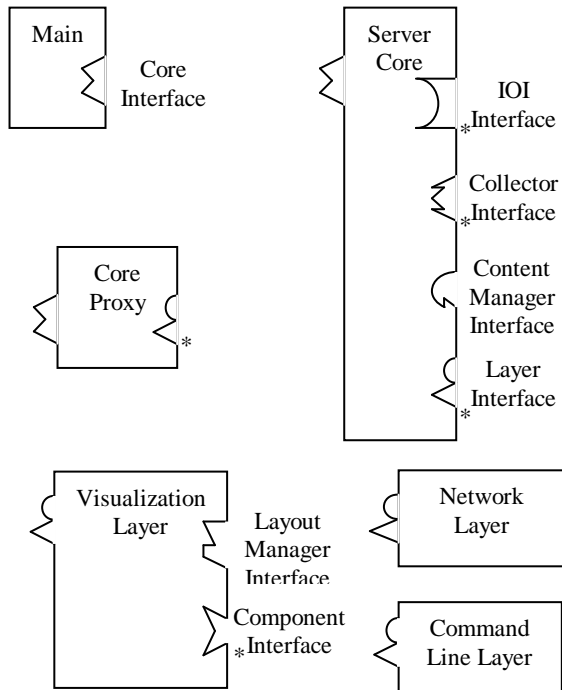 Main
Core
Interface
Server
Core
IOI
Interface
*
Collector
Interface
*
Content
Manager
Interface
Layer
Interface
*
Core
Proxy
*
Visualization
Layer
Layout
Manager
Interface
Component
Interface
*
Network
Layer
Command
Line Layer